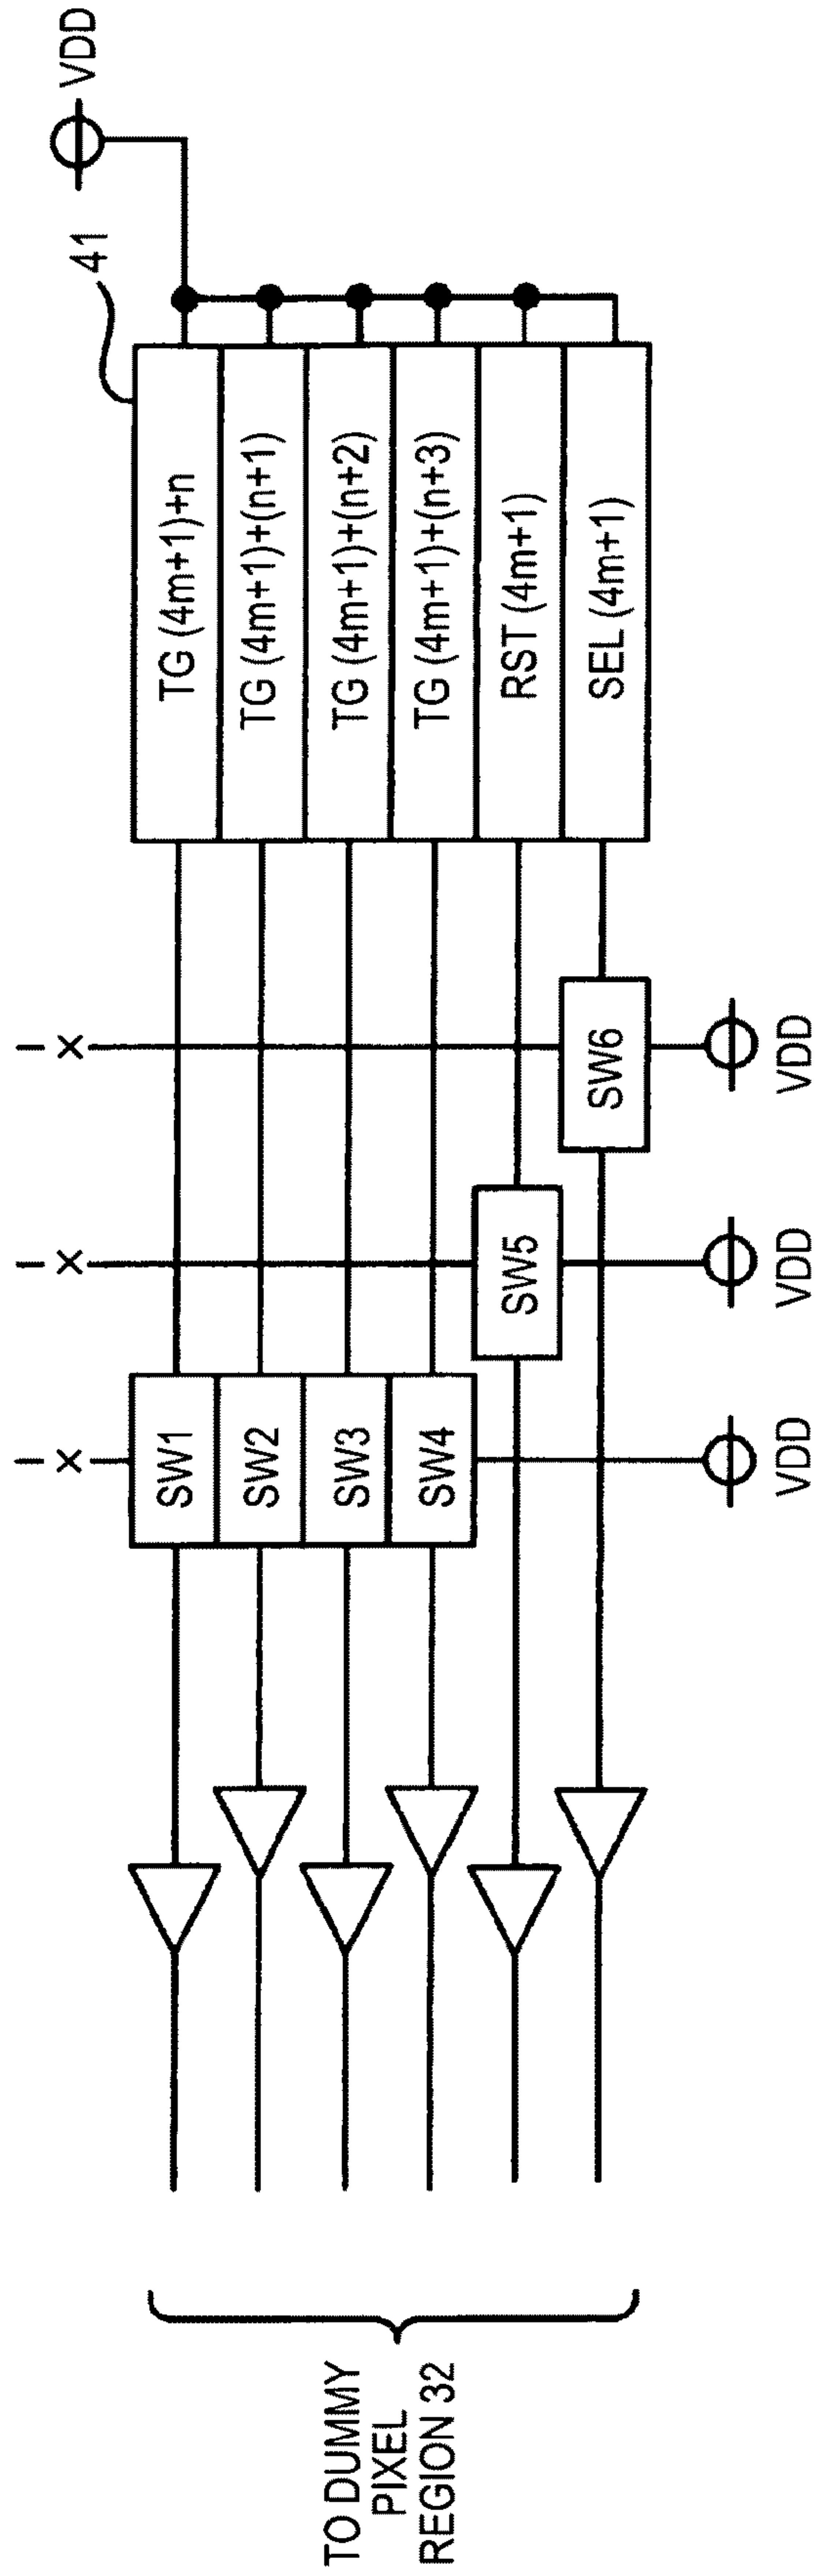 VDD
41
TG (4m+1)+n
TG (4m+1)+(n+1)
TG (4m+1)+(n+2)
TG (4m+1)+(n+3)
RST (4m+1)
SEL (4m+1)
SW1
SW2
SW3
SW4
SW5
SW6
VDD
VDD
VDD
TO DUMMY
PIXEL
REGION 32